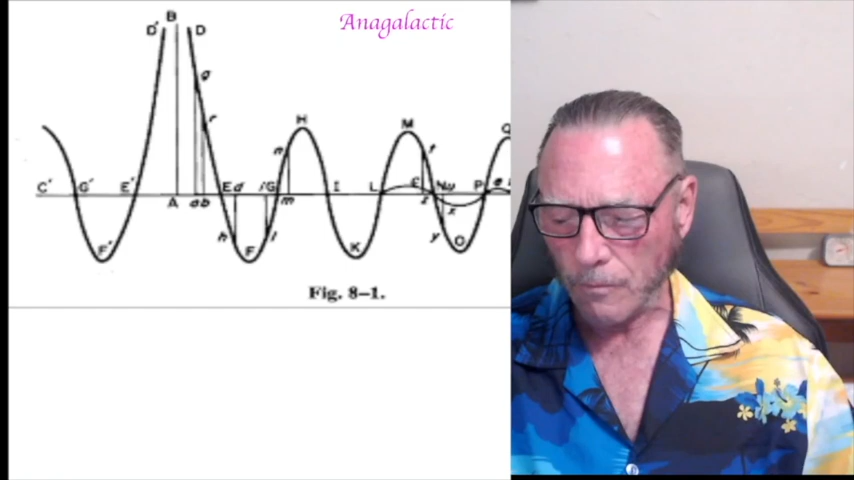 Anagalactic
B
D' D
g
r
H
M
Q
n
t
C' G' E' E d i G I L C N u P e
A a b m z x
h F l K y O
F'
Fig. 8–1.